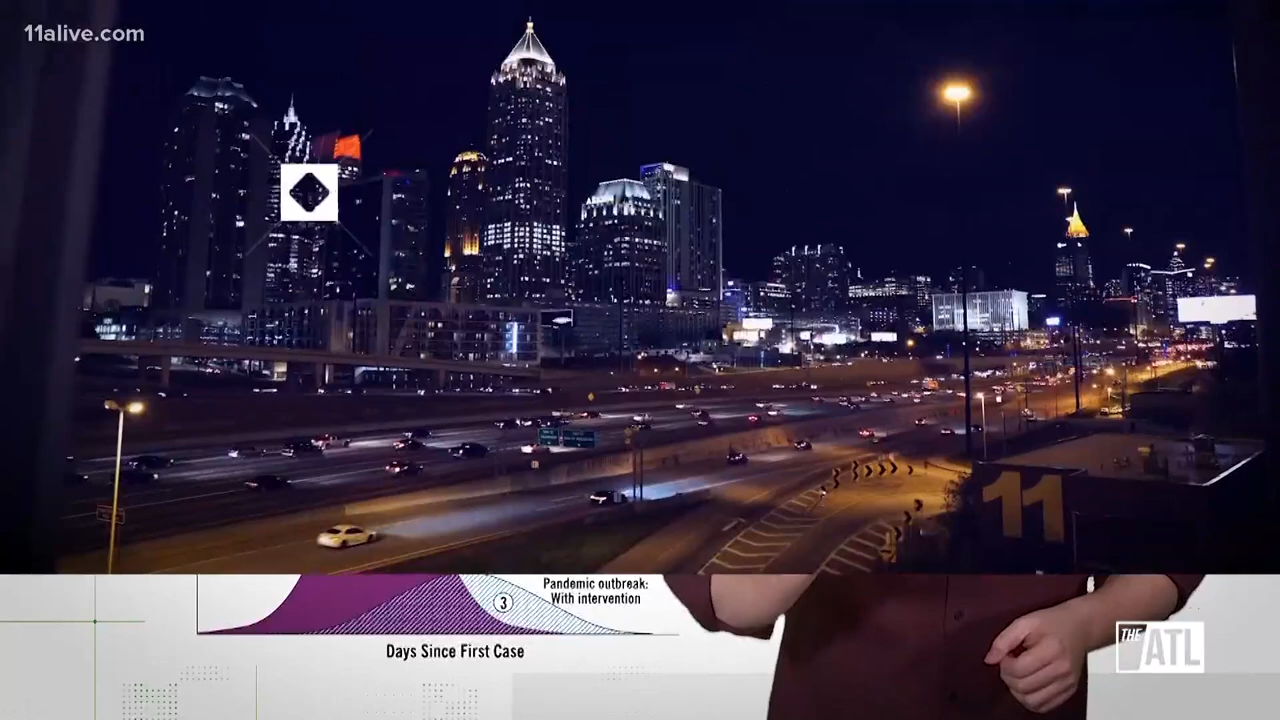 11alive.com
11
Pandemic outbreak:
With intervention
3
Days Since First Case
THE
ATL